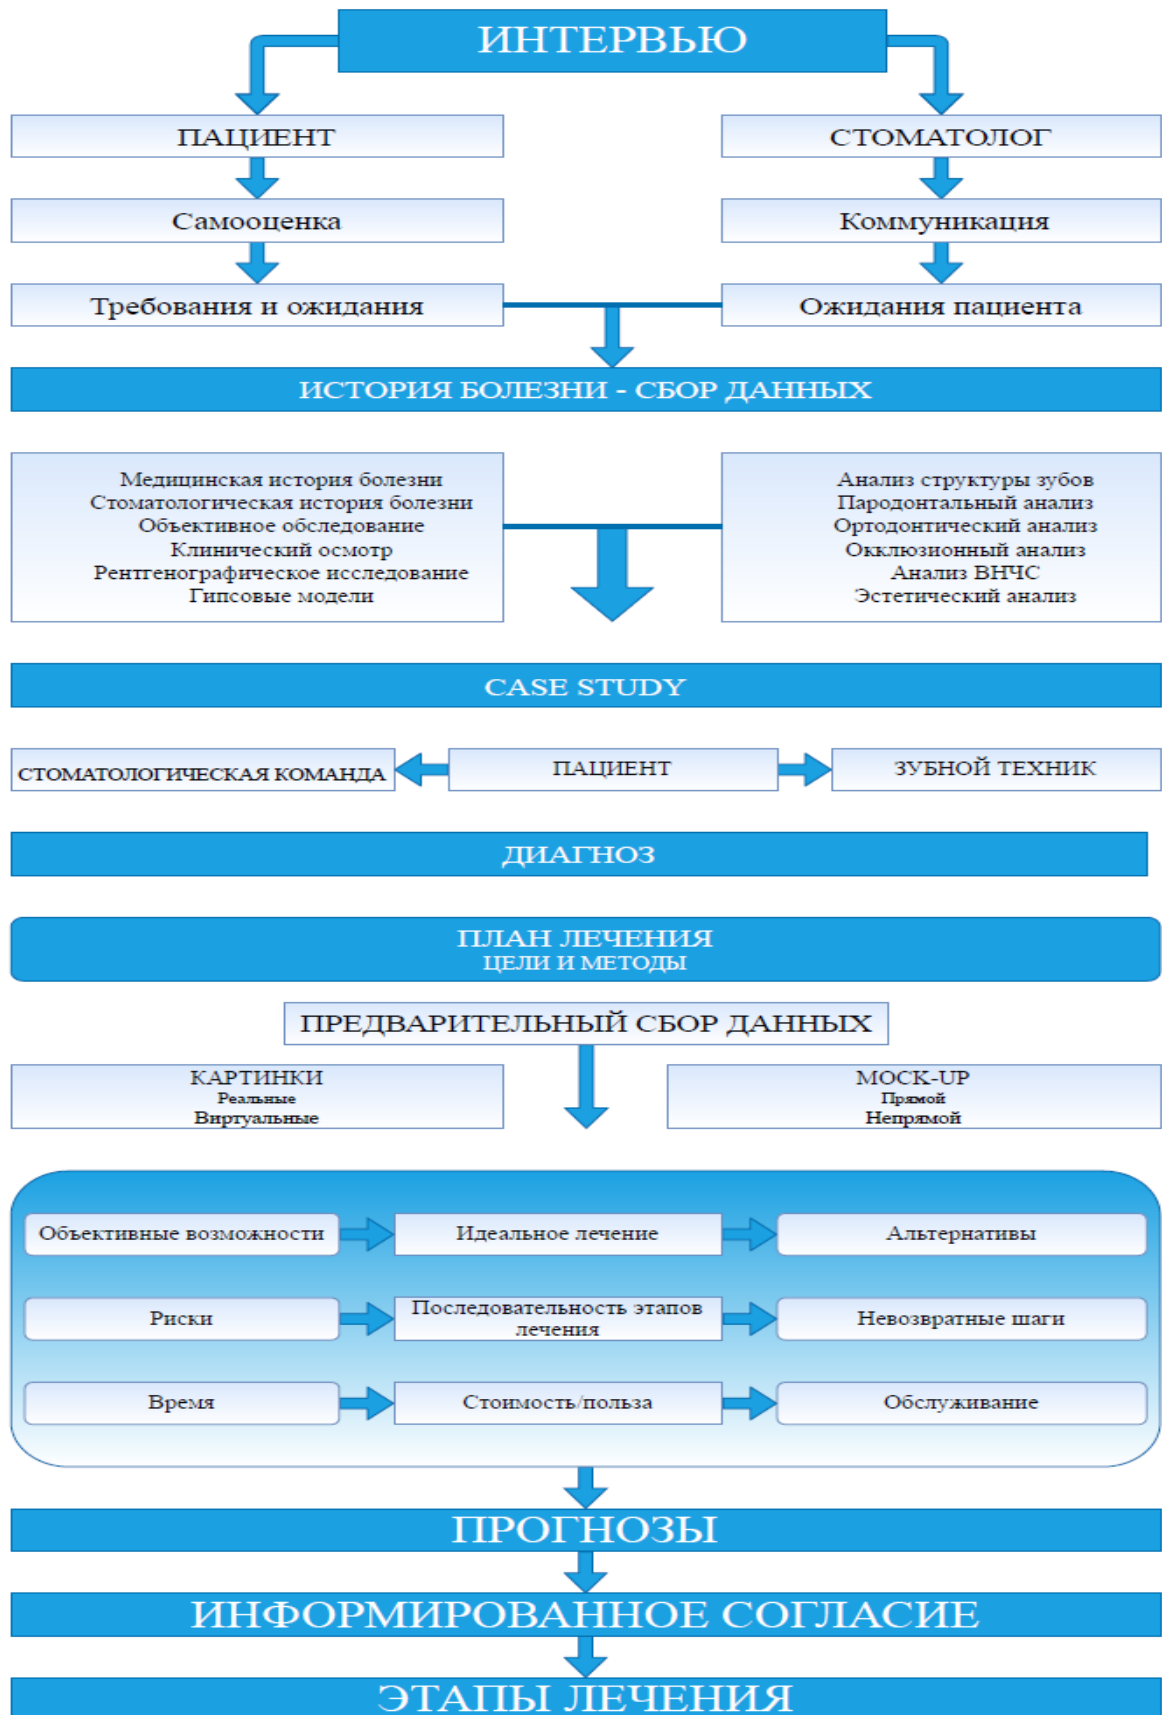 ИНТЕРВЬЮ
ПАЦИЕНТ
СТОМАТОЛОГ
Самооценка
Коммуникация
Требования и ожидания
Ожидания пациента
ИСТОРИЯ БОЛЕЗНИ - СБОР ДАННЫХ
Медицинская история болезни
Стоматологическая история болезни
Объективное обследование
Клинический осмотр
Рентгенографическое исследование
Гипсовые модели
Анализ структуры зубов
Пародонтальный анализ
Ортодонтический анализ
Окклюзионный анализ
Анализ ВНЧС
Эстетический анализ
CASE STUDY
СТОМАТОЛОГИЧЕСКАЯ КОМАНДА
ПАЦИЕНТ
ЗУБНОЙ ТЕХНИК
ДИАГНОЗ
ПЛАН ЛЕЧЕНИЯ
ЦЕЛИ И МЕТОДЫ
ПРЕДВАРИТЕЛЬНЫЙ СБОР ДАННЫХ
КАРТИНКИ
Реальные
Виртуальные
MOCK-UP
Прямой
Непрямой
Объективные возможности
Идеальное лечение
Альтернативы
Риски
Последовательность этапов
лечения
Невозвратные шаги
Время
Стоимость/польза
Обслуживание
ПРОГНОЗЫ
ИНФОРМИРОВАННОЕ СОГЛАСИЕ
ЭТАПЫ ЛЕЧЕНИЯ